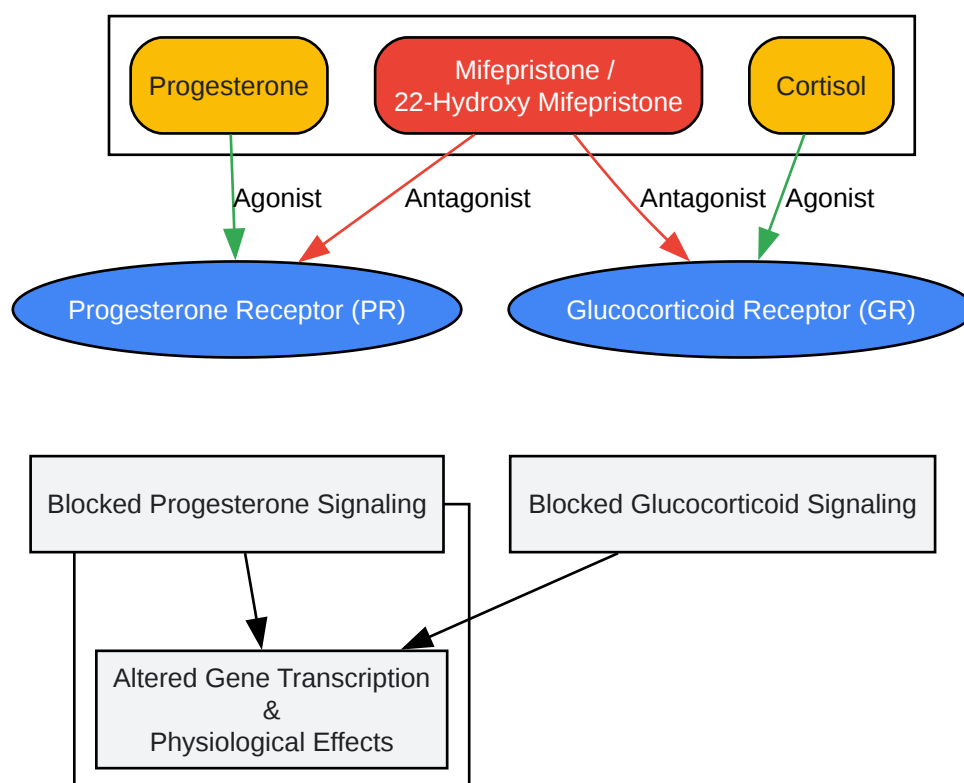 Progesterone
Mifepristone /
22-Hydroxy Mifepristone
Cortisol
Agonist
Antagonist
Antagonist
Agonist
Progesterone Receptor (PR)
Glucocorticoid Receptor (GR)
Blocked Progesterone Signaling
Blocked Glucocorticoid Signaling
Altered Gene Transcription
&
Physiological Effects